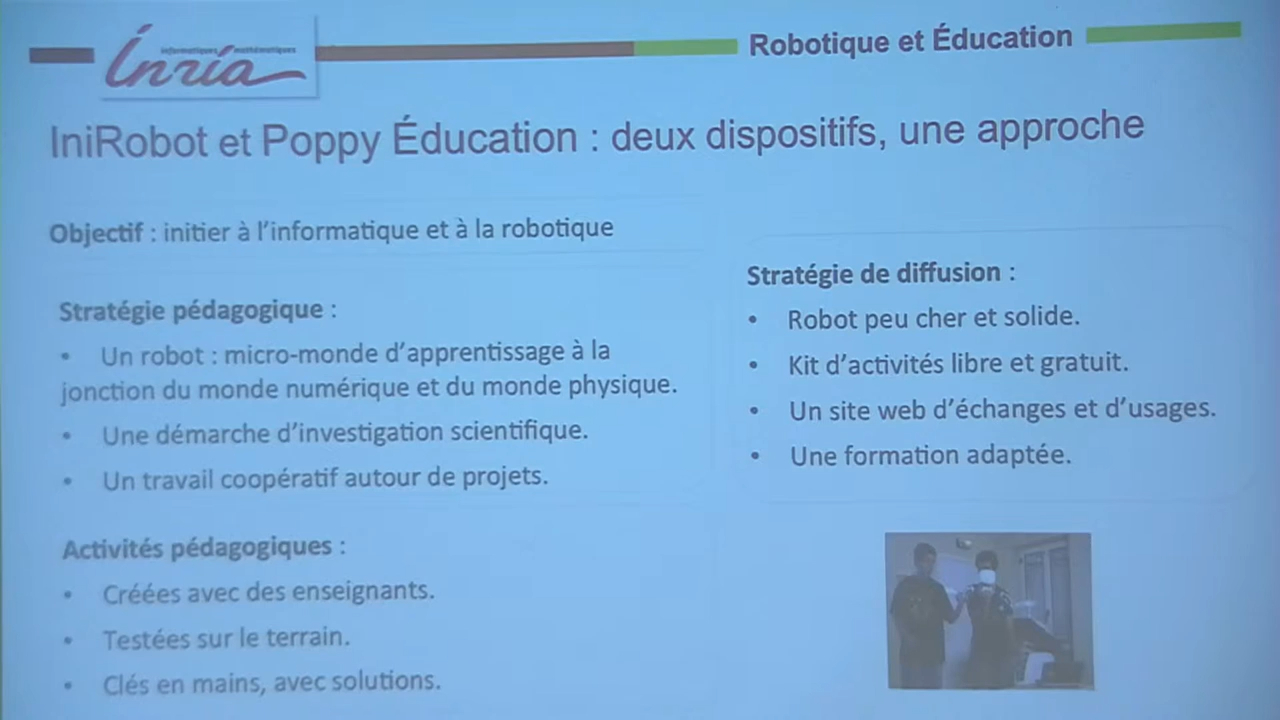 informatiques mathématiques
Inria
Robotique et Éducation
IniRobot et Poppy Éducation : deux dispositifs, une approche
Objectif : initier à l'informatique et à la robotique
Stratégie pédagogique :
• Un robot : micro-monde d'apprentissage à la
jonction du monde numérique et du monde physique.
• Une démarche d'investigation scientifique.
• Un travail coopératif autour de projets.
Activités pédagogiques :
• Créées avec des enseignants.
• Testées sur le terrain.
• Clés en mains, avec solutions.
Stratégie de diffusion :
• Robot peu cher et solide.
• Kit d'activités libre et gratuit.
• Un site web d'échanges et d'usages.
• Une formation adaptée.